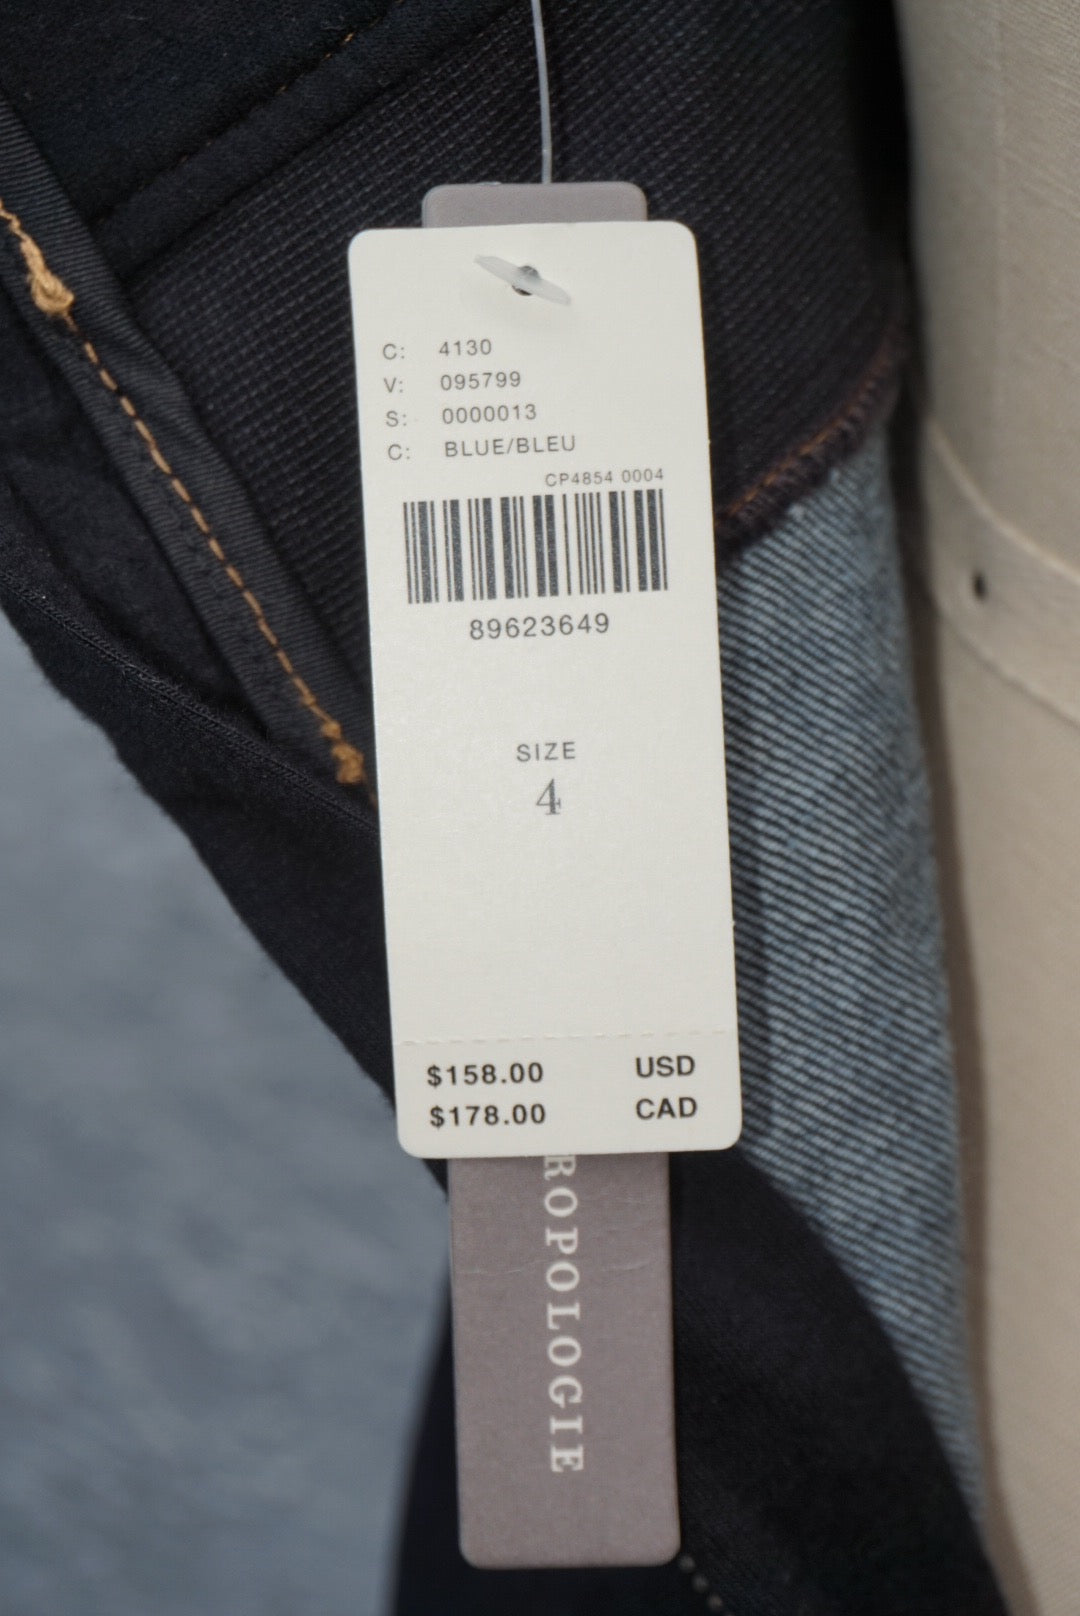 C: 4130
V: 095799
S: 0000013
C: BLUE/BLEU
CP4854 0004
89623649
SIZE
4
$158.00 USD
$178.00 CAD
ROPOLOGIE